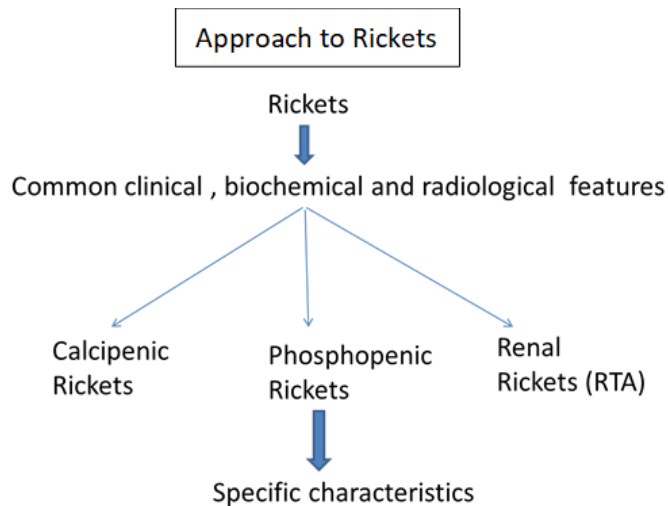 Approach to Rickets
Rickets
Common clinical , biochemical and radiological features
Calcipenic
Rickets
Phosphopenic
Rickets
Renal
Rickets (RTA)
Specific characteristics